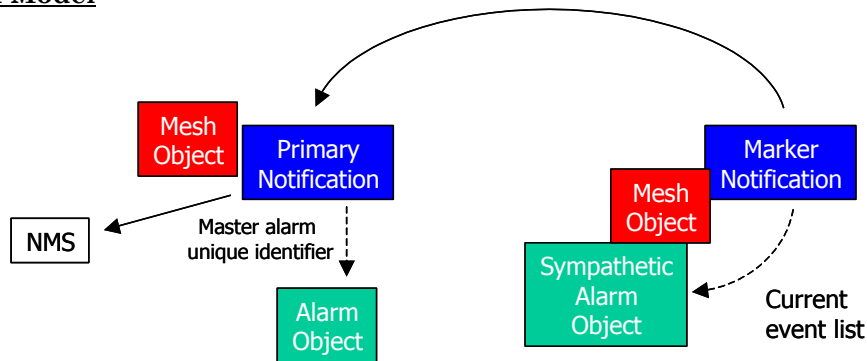 Model
Mesh
Object
Primary
Notification
Marker
Notification
Mesh
Object
NMS
Master alarm
unique identifier
Sympathetic
Alarm
Object
Alarm
Object
Current
event list